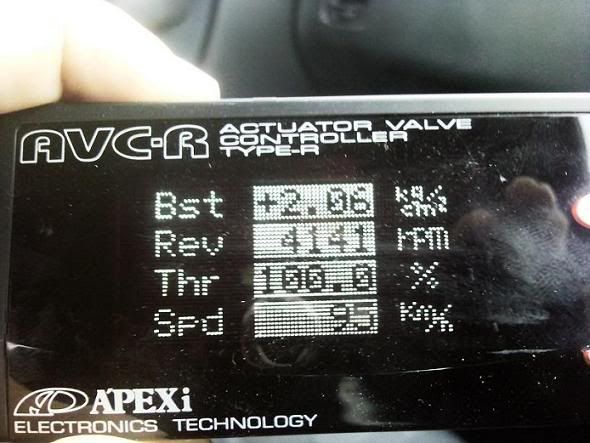 AVC-R ACTUATOR VALVE
CONTROLLER
TYPE-R
Bst +2.08 kg/cm²
Rev 4141 rpm
Thr 100.0 %
Spd 95 Km/h
A'PEXi
ELECTRONICS TECHNOLOGY